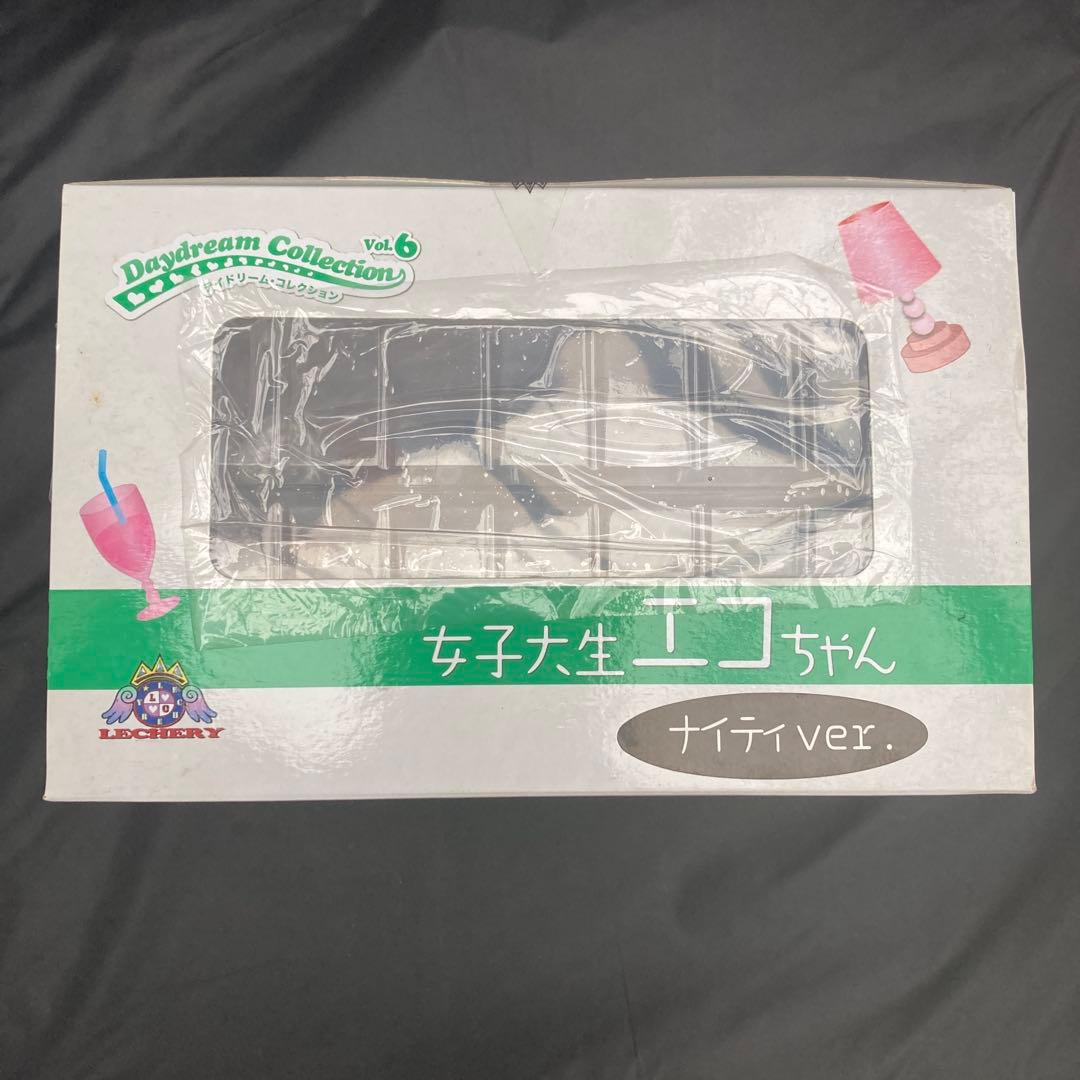 Daydream Collection Vol.6
デイドリーム・コレクション
女子大生エコちゃん
LECHERY
ナイティver.